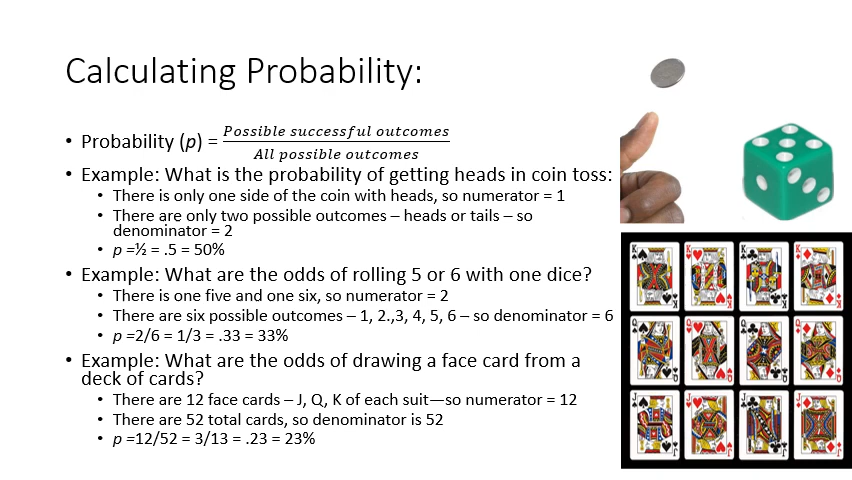 Calculating Probability:
• Probability (p) = Possible successful outcomes / All possible outcomes
• Example: What is the probability of getting heads in coin toss:
• There is only one side of the coin with heads, so numerator = 1
• There are only two possible outcomes – heads or tails – so
denominator = 2
• p =½ = .5 = 50%
• Example: What are the odds of rolling 5 or 6 with one dice?
• There is one five and one six, so numerator = 2
• There are six possible outcomes – 1, 2.,3, 4, 5, 6 – so denominator = 6
• p =2/6 = 1/3 = .33 = 33%
• Example: What are the odds of drawing a face card from a
deck of cards?
• There are 12 face cards – J, Q, K of each suit—so numerator = 12
• There are 52 total cards, so denominator is 52
• p =12/52 = 3/13 = .23 = 23%
K K K K
Q Q Q Q
J J J J